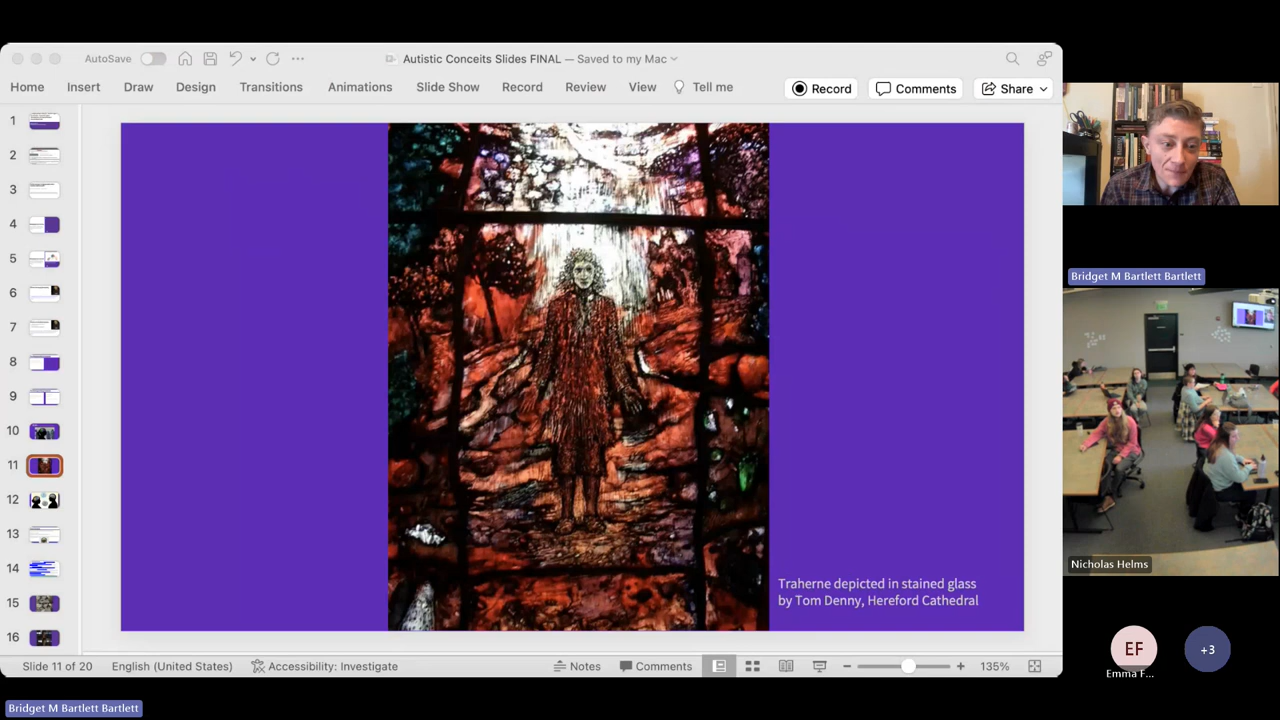 AutoSave
Autistic Conceits Slides FINAL — Saved to my Mac
Home Insert Draw Design Transitions Animations Slide Show Record Review View Tell me
Record Comments Share
1
2
3
4
5
6
7
8
9
10
11
12
13
14
15
16
Traherne depicted in stained glass
by Tom Denny, Hereford Cathedral
Slide 11 of 20 English (United States) Accessibility: Investigate Notes Comments 135%
Bridget M Bartlett Bartlett
Bridget M Bartlett Bartlett
Nicholas Helms
EF
Emma F...
+3